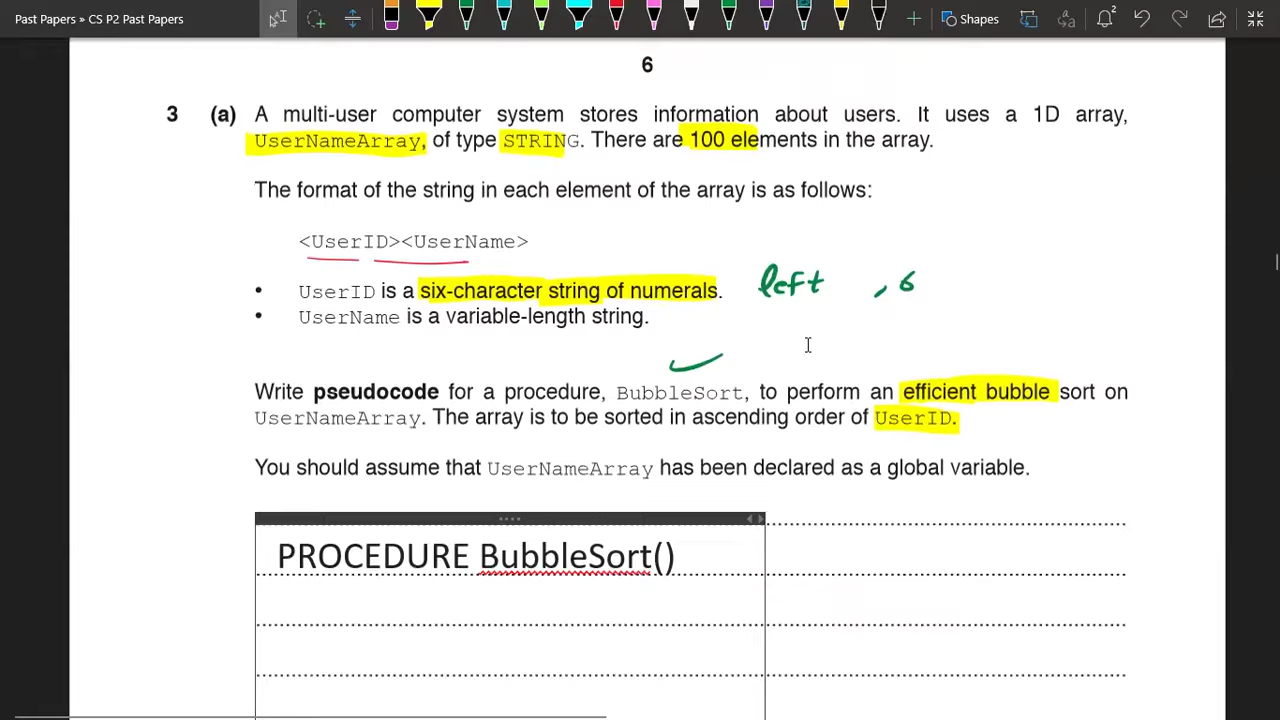 Past Papers » CS P2 Past Papers
Shapes
2
6
3 (a) A multi-user computer system stores information about users. It uses a 1D array,
UserNameArray, of type STRING. There are 100 elements in the array.
The format of the string in each element of the array is as follows:
<UserID><UserName>
• UserID is a six-character string of numerals. left , 6
• UserName is a variable-length string.
Write pseudocode for a procedure, BubbleSort, to perform an efficient bubble sort on
UserNameArray. The array is to be sorted in ascending order of UserID.
You should assume that UserNameArray has been declared as a global variable.
PROCEDURE BubbleSort()